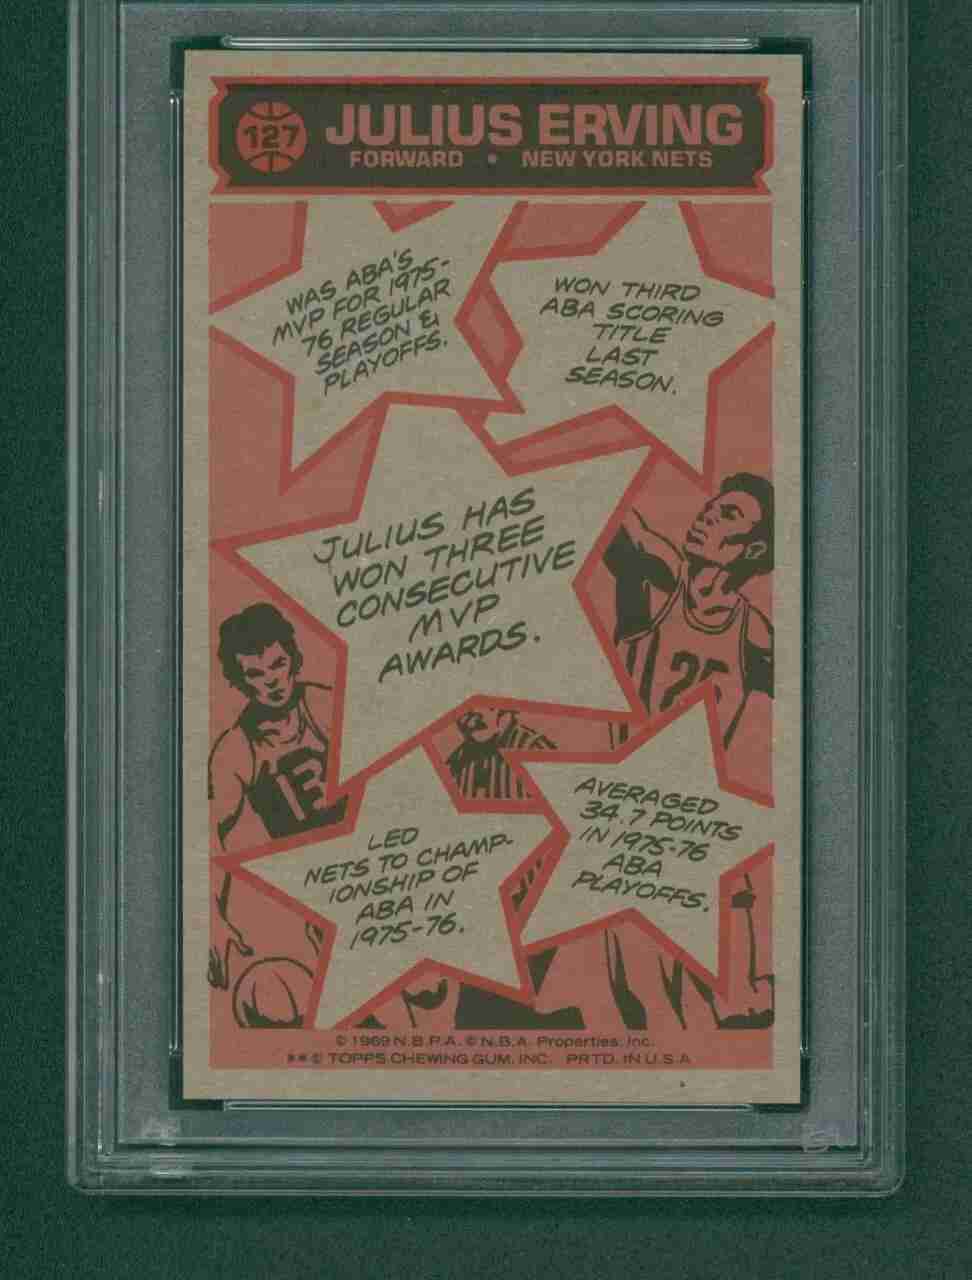 127
JULIUS ERVING
FORWARD • NEW YORK NETS
WAS ABA'S
MVP FOR 1975-
76 REGULAR
SEASON &
PLAYOFFS.
WON THIRD
ABA SCORING
TITLE
LAST
SEASON.
JULIUS HAS
WON THREE
CONSECUTIVE
MVP
AWARDS.
LED
NETS TO CHAMP-
IONSHIP OF
ABA IN
1975-76.
AVERAGED
34.7 POINTS
IN 1975-76
ABA
PLAYOFFS.
© 1969 N.B.P.A. © N.B.A. Properties, Inc.
**© TOPPS CHEWING GUM, INC. PRTD. IN U.S.A